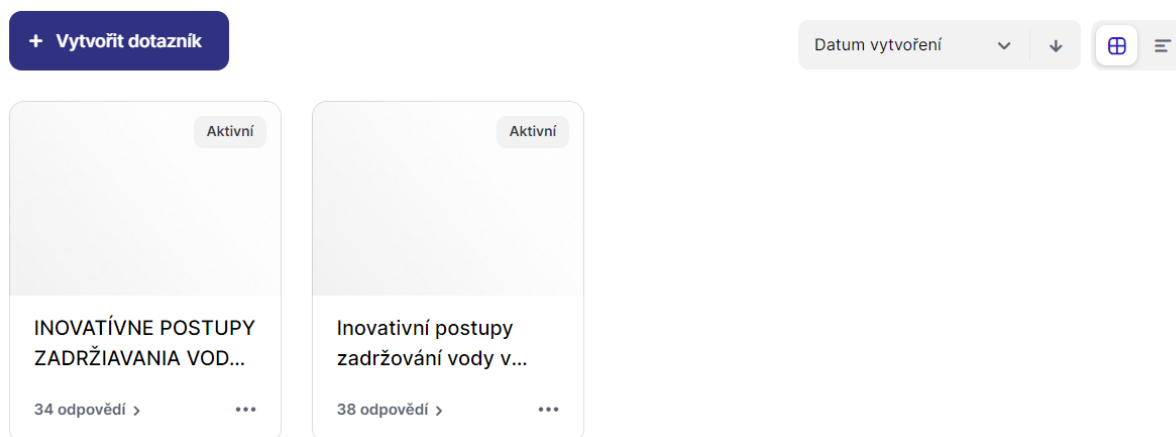 + Vytvořit dotazník
Datum vytvoření
Aktivní
INOVATÍVNE POSTUPY
ZADRŽIAVANIA VOD...
34 odpovědí
Aktivní
Inovativní postupy
zadržování vody v...
38 odpovědí